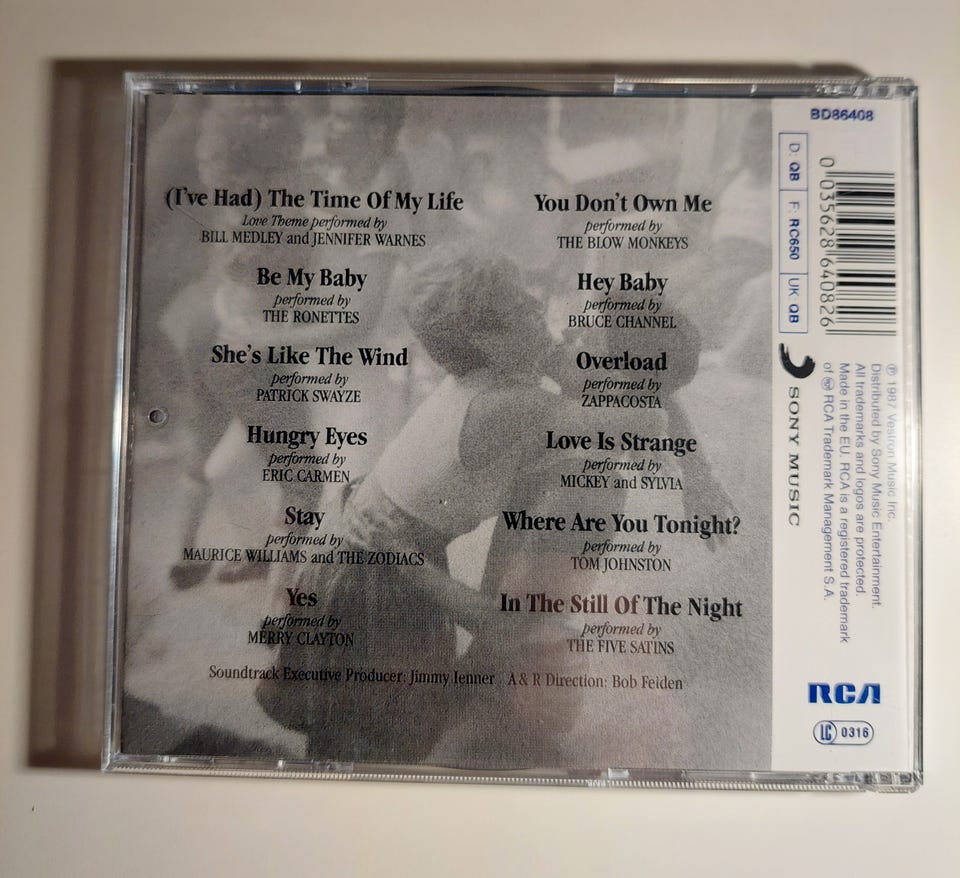 (I've Had) The Time Of My Life
Love Theme performed by
BILL MEDLEY and JENNIFER WARNES
Be My Baby
performed by
THE RONETTES
She's Like The Wind
performed by
PATRICK SWAYZE
Hungry Eyes
performed by
ERIC CARMEN
Stay
performed by
MAURICE WILLIAMS and THE ZODIACS
Yes
performed by
MERRY CLAYTON
You Don't Own Me
performed by
THE BLOW MONKEYS
Hey Baby
performed by
BRUCE CHANNEL
Overload
performed by
ZAPPACOSTA
Love Is Strange
performed by
MICKEY and SYLVIA
Where Are You Tonight?
performed by
TOM JOHNSTON
In The Still Of The Night
performed by
THE FIVE SATINS
Soundtrack Executive Producer: Jimmy Ienner A & R Direction: Bob Feiden
BD86408
0 035628 640826
D: QB F: RC650 UK QB
SONY MUSIC
℗ 1987 Vestron Music Inc.
Distributed by Sony Music Entertainment.
All trademarks and logos are protected.
Made in the EU. RCA is a registered trademark
of RCA Trademark Management S.A.
RCA
LC 0316